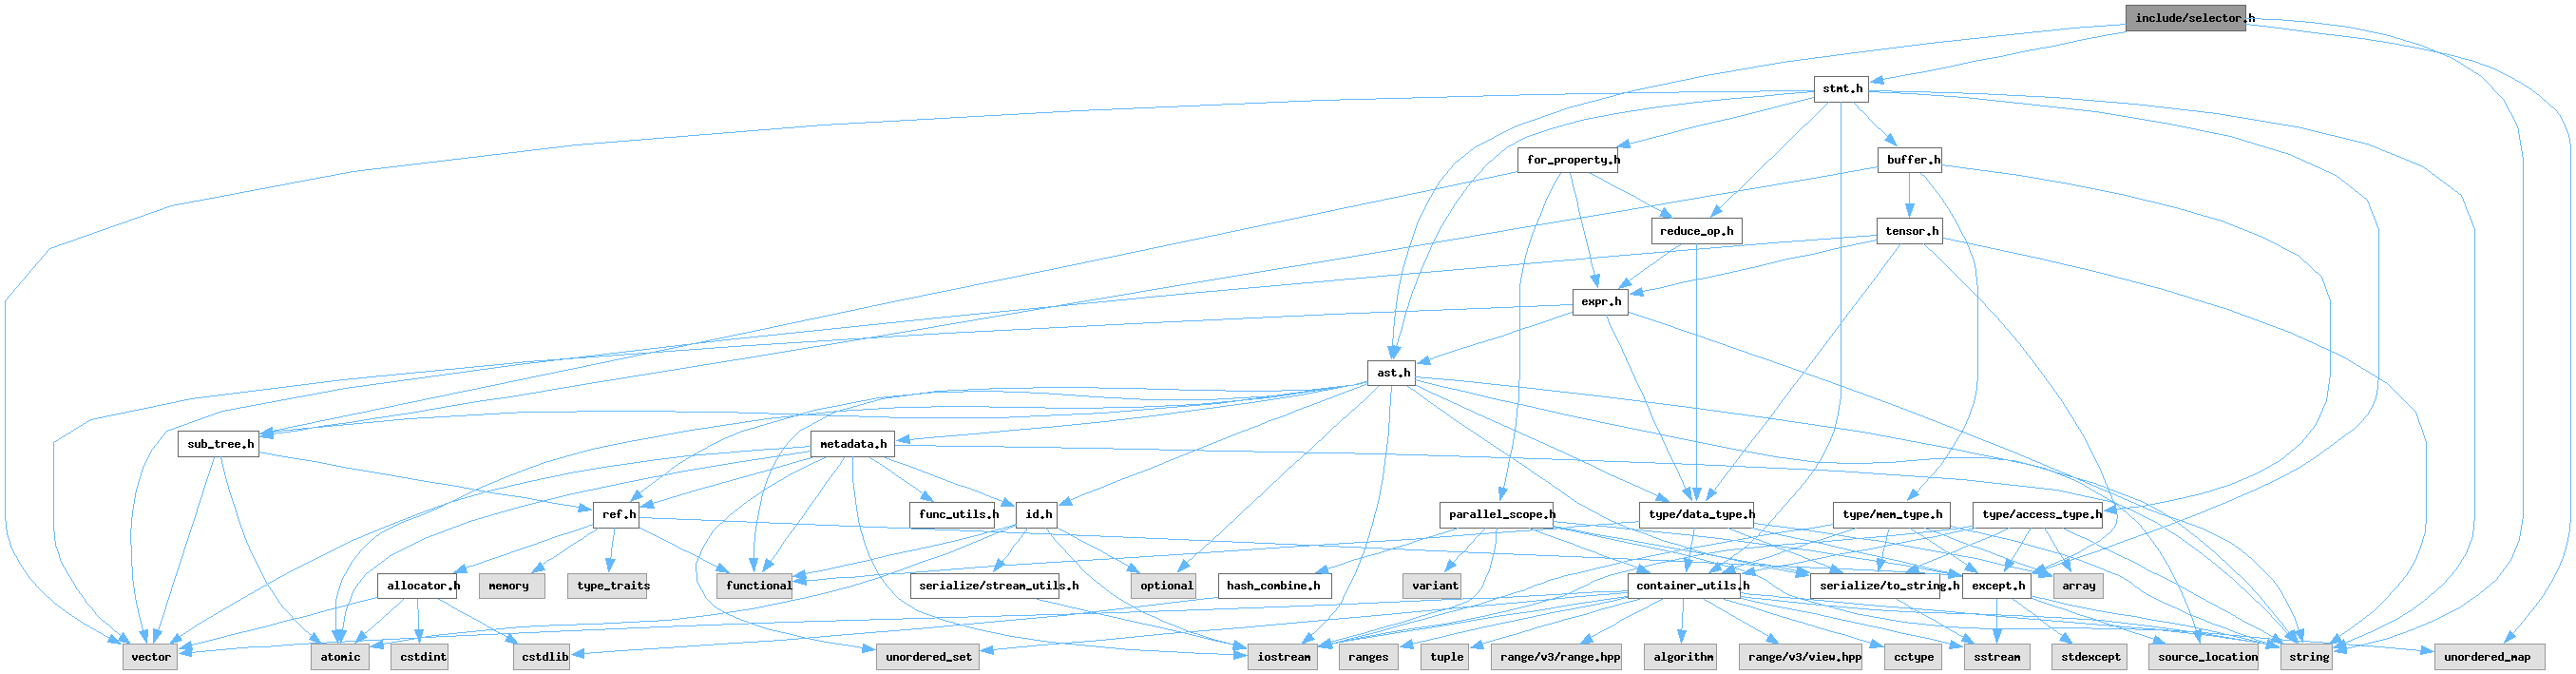 include/selector.h
stmt.h
for_property.h
buffer.h
reduce_op.h
tensor.h
expr.h
ast.h
sub_tree.h
metadata.h
ref.h
func_utils.h
id.h
parallel_scope.h
type/data_type.h
type/mem_type.h
type/access_type.h
allocator.h
memory
type_traits
functional
serialize/stream_utils.h
optional
hash_combine.h
variant
container_utils.h
serialize/to_string.h
except.h
array
vector
atomic
cstdint
cstdlib
unordered_set
iostream
ranges
tuple
range/v3/range.hpp
algorithm
range/v3/view.hpp
cctype
sstream
stdexcept
source_location
string
unordered_map